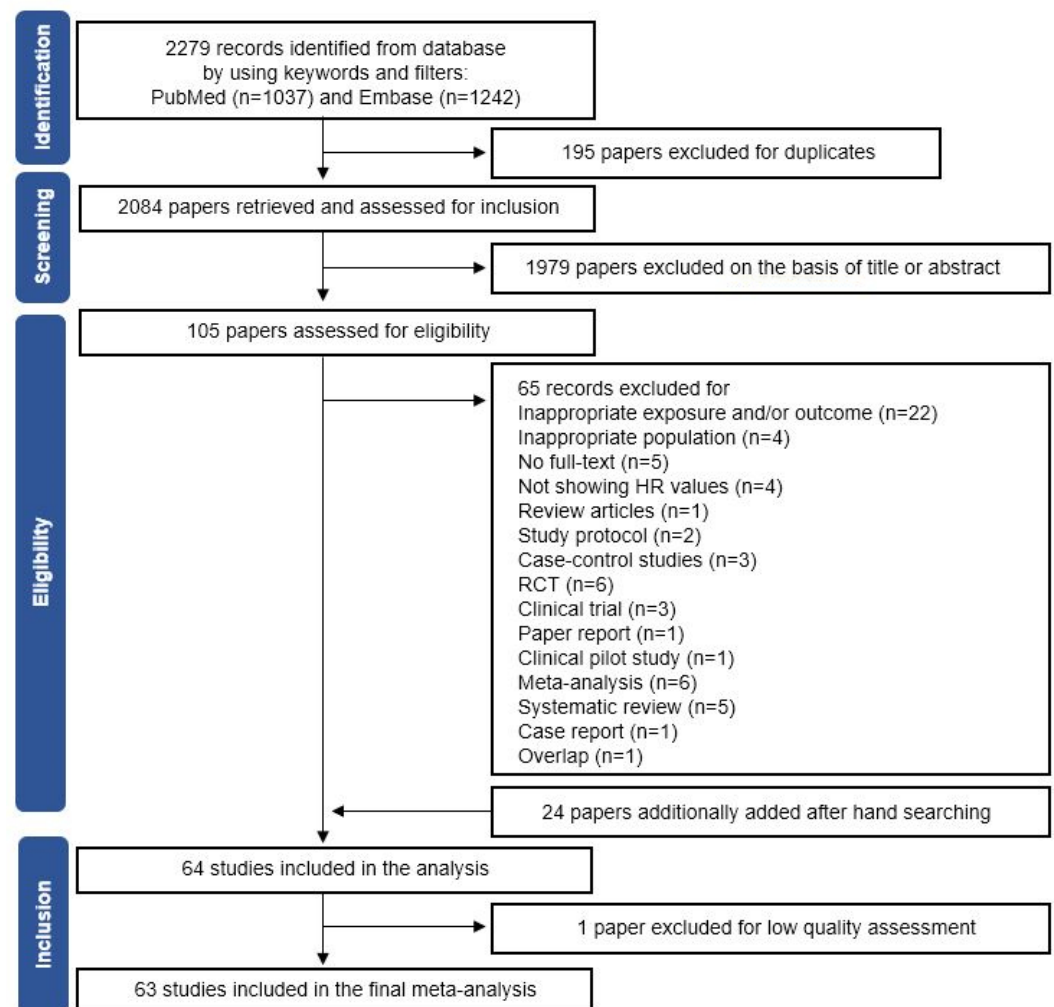 Identification
2279 records identified from database
by using keywords and filters:
PubMed (n=1037) and Embase (n=1242)
195 papers excluded for duplicates
Screening
2084 papers retrieved and assessed for inclusion
1979 papers excluded on the basis of title or abstract
Eligibility
105 papers assessed for eligibility
65 records excluded for
Inappropriate exposure and/or outcome (n=22)
Inappropriate population (n=4)
No full-text (n=5)
Not showing HR values (n=4)
Review articles (n=1)
Study protocol (n=2)
Case-control studies (n=3)
RCT (n=6)
Clinical trial (n=3)
Paper report (n=1)
Clinical pilot study (n=1)
Meta-analysis (n=6)
Systematic review (n=5)
Case report (n=1)
Overlap (n=1)
24 papers additionally added after hand searching
Inclusion
64 studies included in the analysis
1 paper excluded for low quality assessment
63 studies included in the final meta-analysis